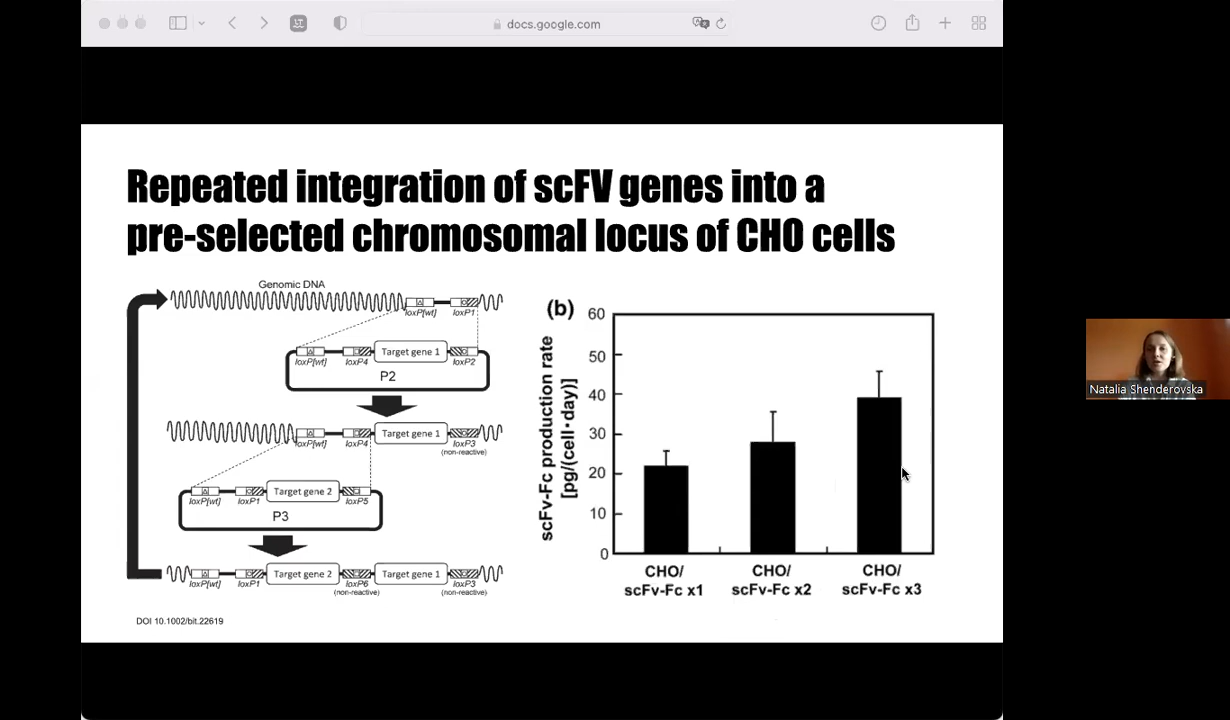 docs.google.com
Repeated integration of scFV genes into a
pre-selected chromosomal locus of CHO cells
Genomic DNA
loxP[wt] loxP1
loxP[wt] loxP4 Target gene 1 loxP2
P2
loxP[wt] loxP4 Target gene 1 loxP3
(non-reactive)
loxP[wt] loxP1 Target gene 2 loxP5
P3
loxP[wt] loxP1 Target gene 2 loxP6 Target gene 1 loxP3
(non-reactive) (non-reactive)
DOI 10.1002/bit.22619
(b)
scFv-Fc production rate
[pg/(cell·day)]
60
50
40
30
20
10
0
CHO/ CHO/ CHO/
scFv-Fc x1 scFv-Fc x2 scFv-Fc x3
Natalia Shenderovska